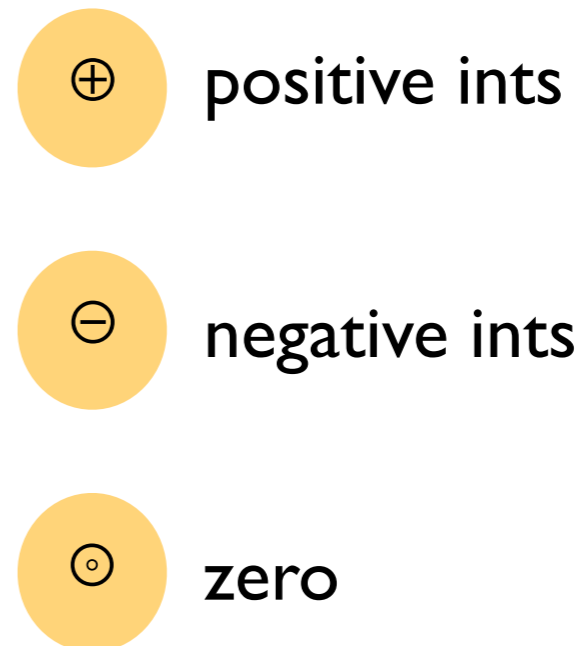 ⊕ positive ints
⊖ negative ints
⊚ zero